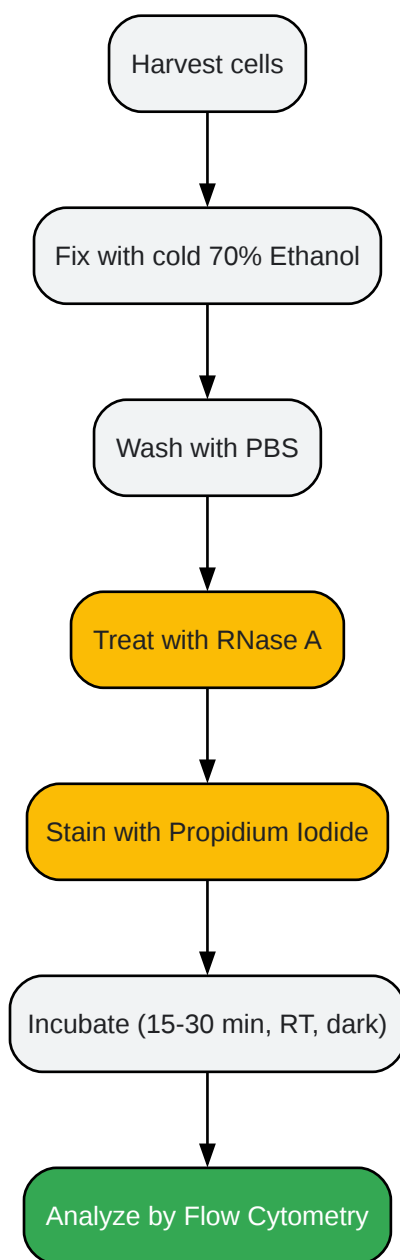 Harvest cells
Fix with cold 70% Ethanol
Wash with PBS
Treat with RNase A
Stain with Propidium Iodide
Incubate (15-30 min, RT, dark)
Analyze by Flow Cytometry